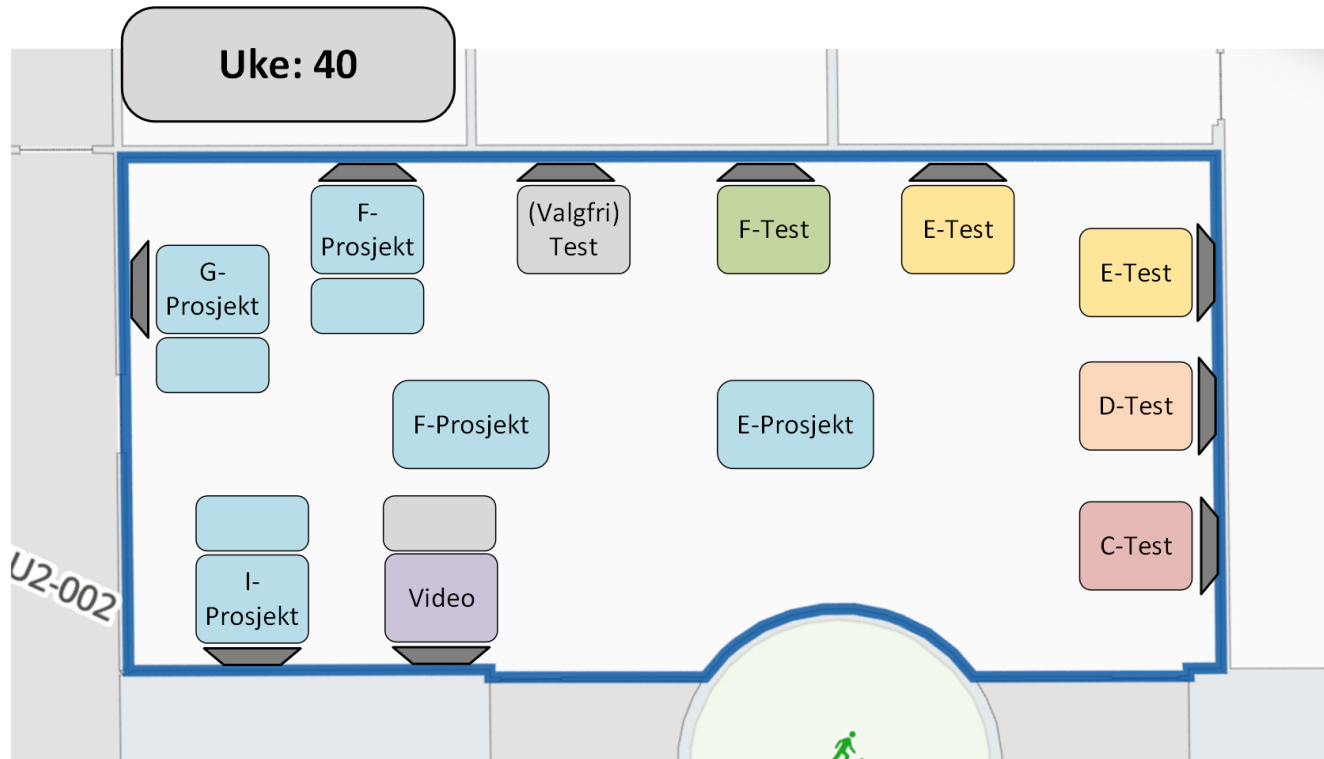 Uke: 40
F-
Prosjekt
(Valgfri)
Test
F-Test
E-Test
G-
Prosjekt
E-Test
F-Prosjekt
E-Prosjekt
D-Test
I-
Prosjekt
Video
C-Test
U2-002